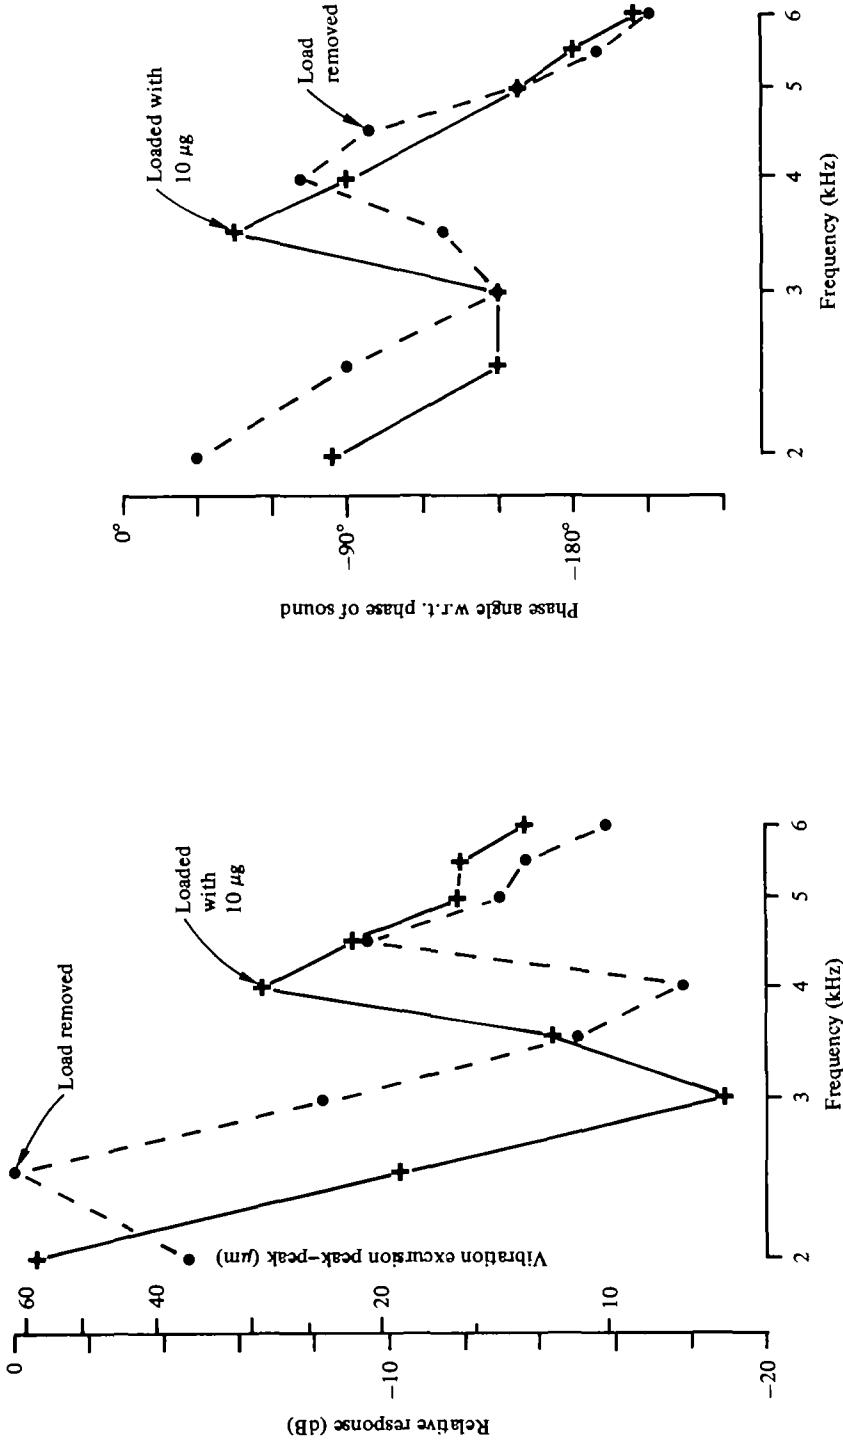 0
-10
-20
Relative response (dB)
60
40
20
10
Vibration excursion peak–peak (μm)
Load removed
Loaded
with
10 μg
2
3
4
5
6
Frequency (kHz)
0°
−90°
−180°
Phase angle w.r.t. phase of sound
Loaded with
10 μg
Load
removed
2
3
4
5
6
Frequency (kHz)